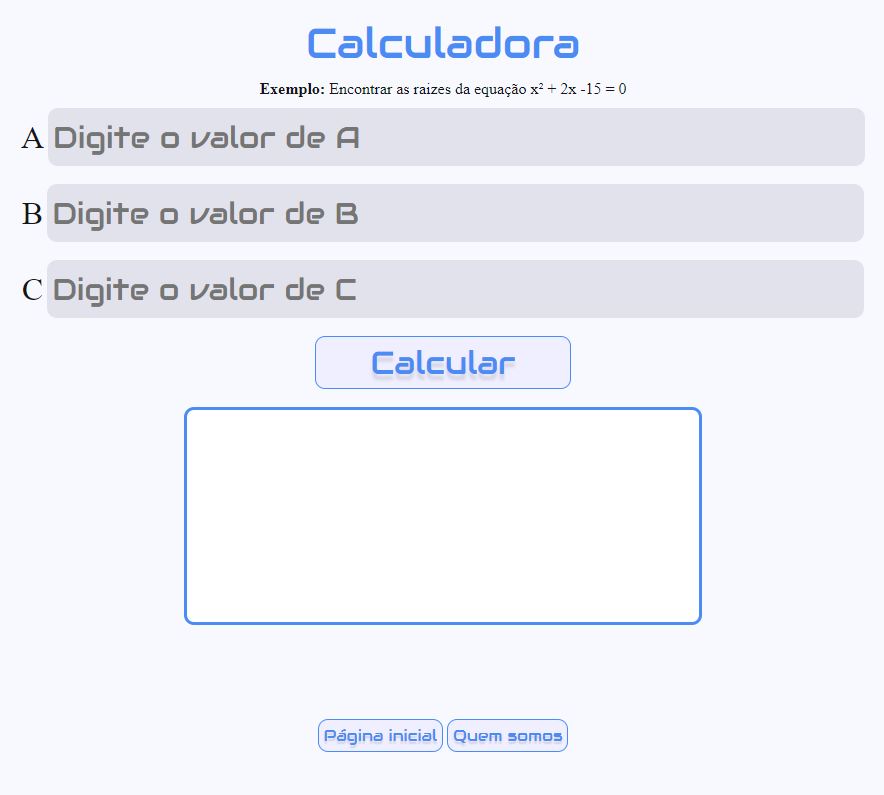 Calculadora
Exemplo: Encontrar as raizes da equação x² + 2x -15 = 0
A Digite o valor de A
B Digite o valor de B
C Digite o valor de C
Calcular
Página inicial Quem somos